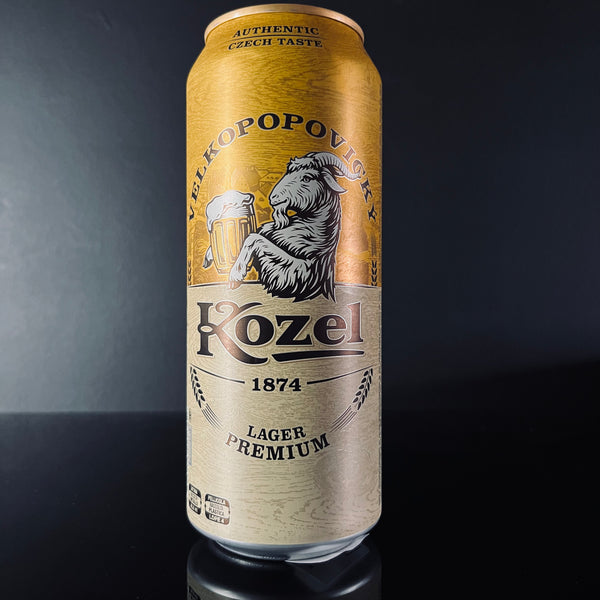 AUTHENTIC
CZECH TASTE
VELKOPOPOVICKÝ
Kozel
1874
LAGER
PREMIUM